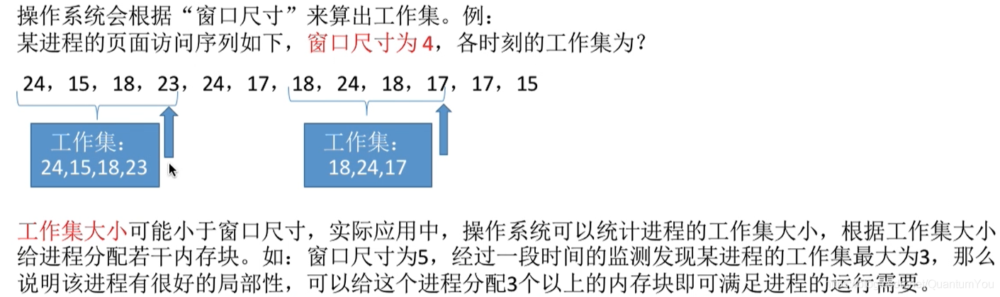 操作系统会根据“窗口尺寸”来算出工作集。例：
某进程的页面访问序列如下，窗口尺寸为 4，各时刻的工作集为？
24，15，18，23，24，17，18，24，18，17，17，15
工作集：
24,15,18,23
工作集：
18,24,17
工作集大小可能小于窗口尺寸，实际应用中，操作系统可以统计进程的工作集大小，根据工作集大小
给进程分配若干内存块。如：窗口尺寸为5，经过一段时间的监测发现某进程的工作集最大为3，那么
说明该进程有很好的局部性，可以给这个进程分配3个以上的内存块即可满足进程的运行需要。